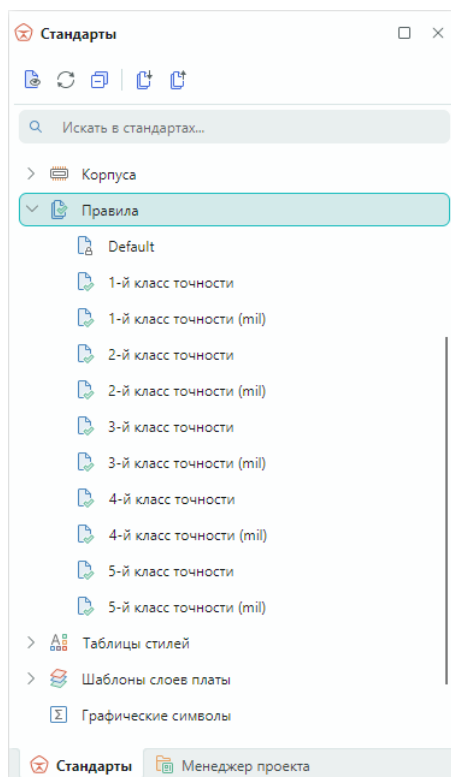 Стандарты
Искать в стандартах...
Корпуса
Правила
Default
1-й класс точности
1-й класс точности (mil)
2-й класс точности
2-й класс точности (mil)
3-й класс точности
3-й класс точности (mil)
4-й класс точности
4-й класс точности (mil)
5-й класс точности
5-й класс точности (mil)
Таблицы стилей
Шаблоны слоев платы
Графические символы
Стандарты Менеджер проекта